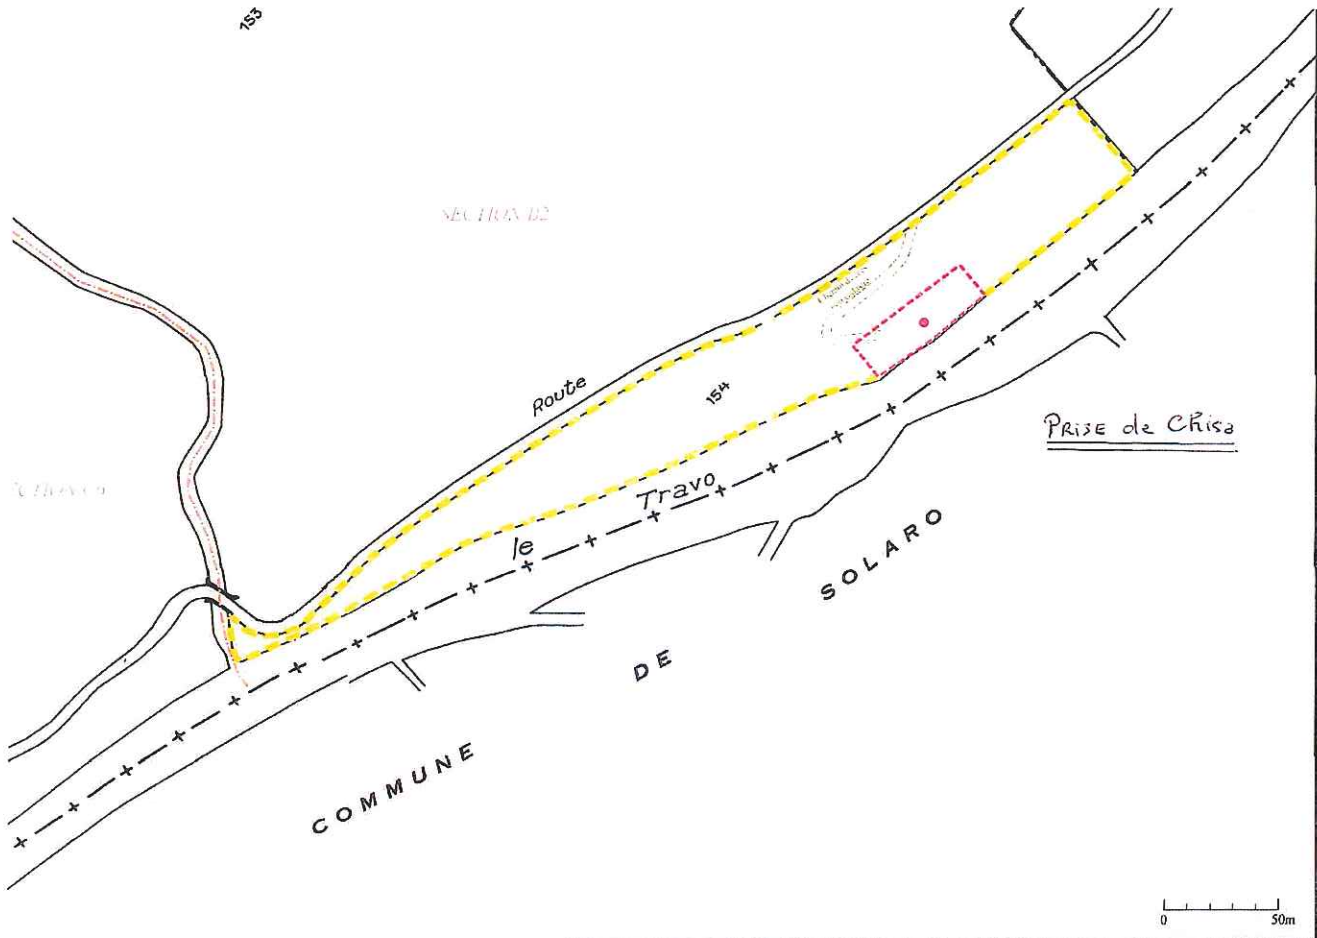 153
SECTION B2
Route
154
Prise de Chisa
le Travo
COMMUNE DE SOLARO
0 50m